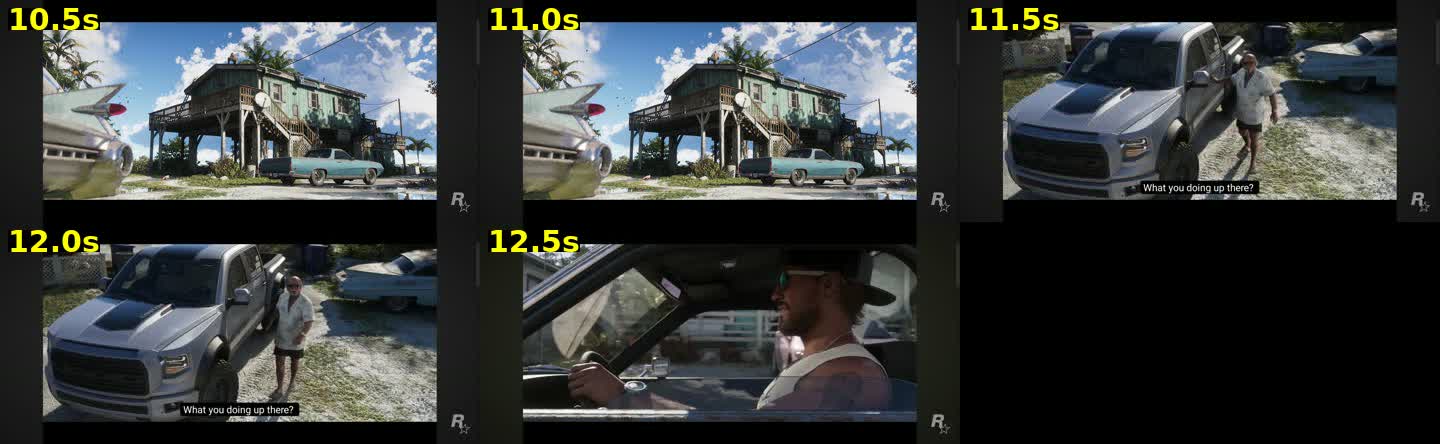 10.5s
11.0s
11.5s
What you doing up there?
R
R
R
12.0s
12.5s
What you doing up there?
R
R